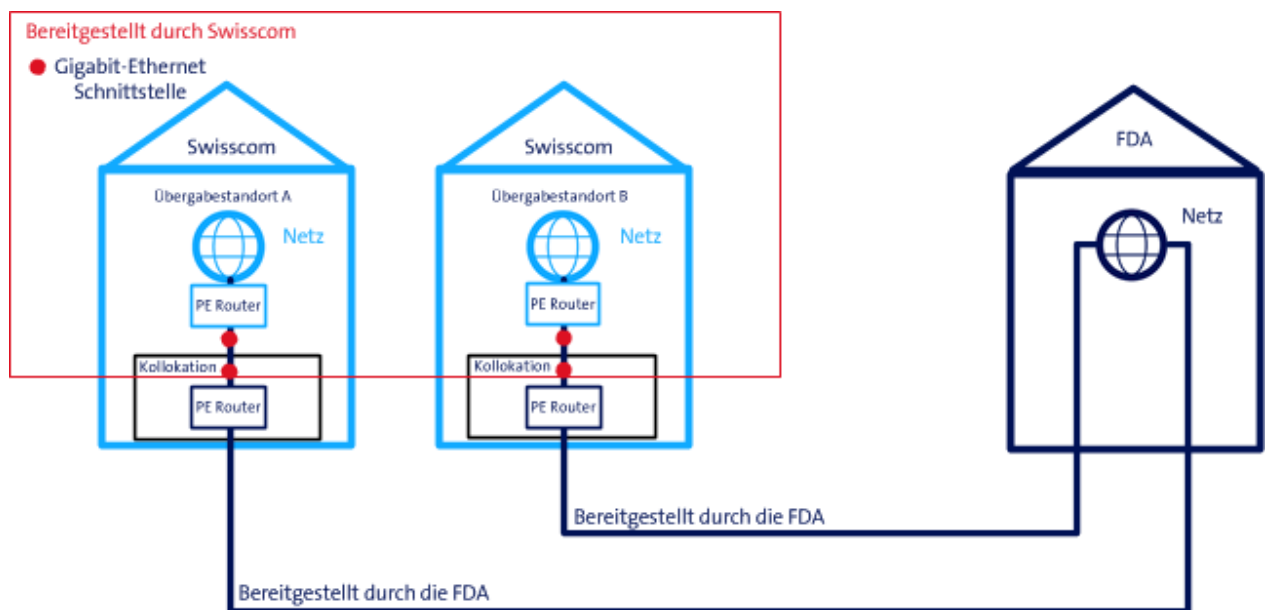 Bereitgestellt durch Swisscom
Gigabit-Ethernet
Schnittstelle
Swisscom
Übergabestandort A
Netz
PE Router
Kollokation
PE Router
Swisscom
Übergabestandort B
Netz
PE Router
Kollokation
PE Router
FDA
Netz
Bereitgestellt durch die FDA
Bereitgestellt durch die FDA